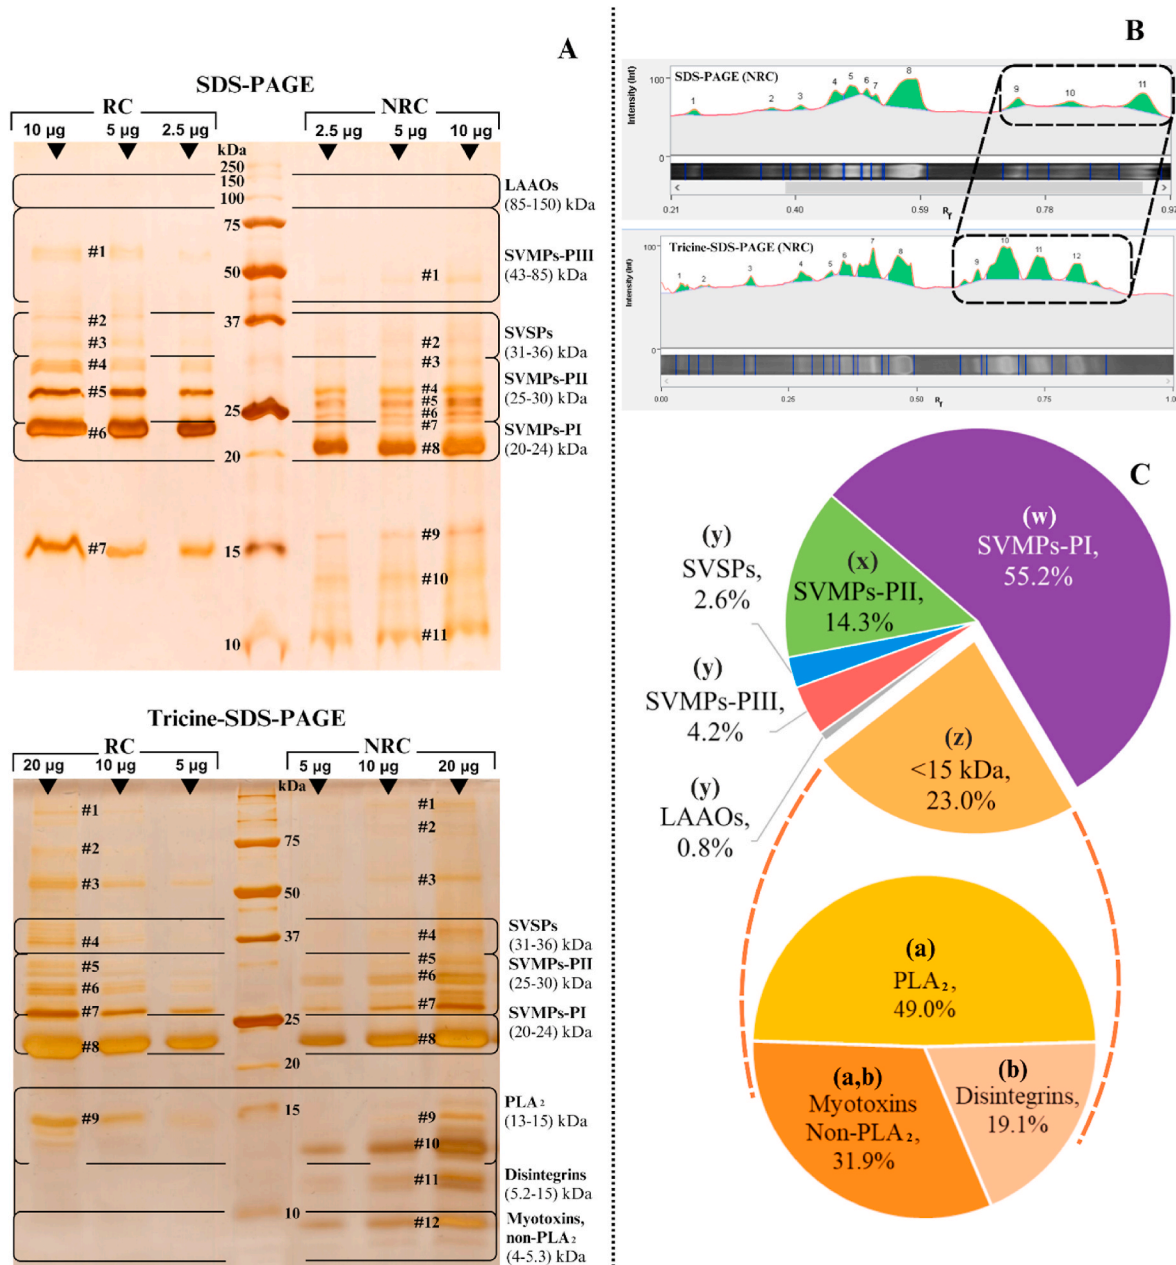 A
SDS-PAGE
RC
NRC
10 µg 5 µg 2.5 µg
2.5 µg 5 µg 10 µg
kDa
250
150
100
75
50
37
25
20
15
10
#1
#2
#3
#4
#5
#6
#7
#1
#2
#3
#4
#5
#6
#7
#8
#9
#10
#11
LAAOs
(85-150) kDa
SVMPs-PIII
(43-85) kDa
SVSPs
(31-36) kDa
SVMPs-PII
(25-30) kDa
SVMPs-PI
(20-24) kDa
Tricine-SDS-PAGE
RC
NRC
20 µg 10 µg 5 µg
5 µg 10 µg 20 µg
kDa
75
50
37
25
20
15
10
#1
#2
#3
#4
#5
#6
#7
#8
#9
#1
#2
#3
#4
#5
#6
#7
#8
#9
#10
#11
#12
SVSPs
(31-36) kDa
SVMPs-PII
(25-30) kDa
SVMPs-PI
(20-24) kDa
PLA₂
(13-15) kDa
Disintegrins
(5.2-15) kDa
Myotoxins,
non-PLA₂
(4-5.3) kDa
B
SDS-PAGE (NRC)
Intensity (Int)
100
0
1 2 3 4 5 6 7 8 9 10 11
0.21 0.40 0.59 0.78 0.97
Rf
Tricine-SDS-PAGE (NRC)
Intensity (Int)
100
0
1 2 3 4 5 6 7 8 9 10 11 12
0.00 0.25 0.50 0.75 1.0
Rf
C
(w)
SVMPs-PI,
55.2%
(x)
SVMPs-PII,
14.3%
(y)
SVSPs,
2.6%
(y)
SVMPs-PIII,
4.2%
(y)
LAAOs,
0.8%
(z)
<15 kDa,
23.0%
(a)
PLA₂,
49.0%
(a,b)
Myotoxins
Non-PLA₂,
31.9%
(b)
Disintegrins,
19.1%